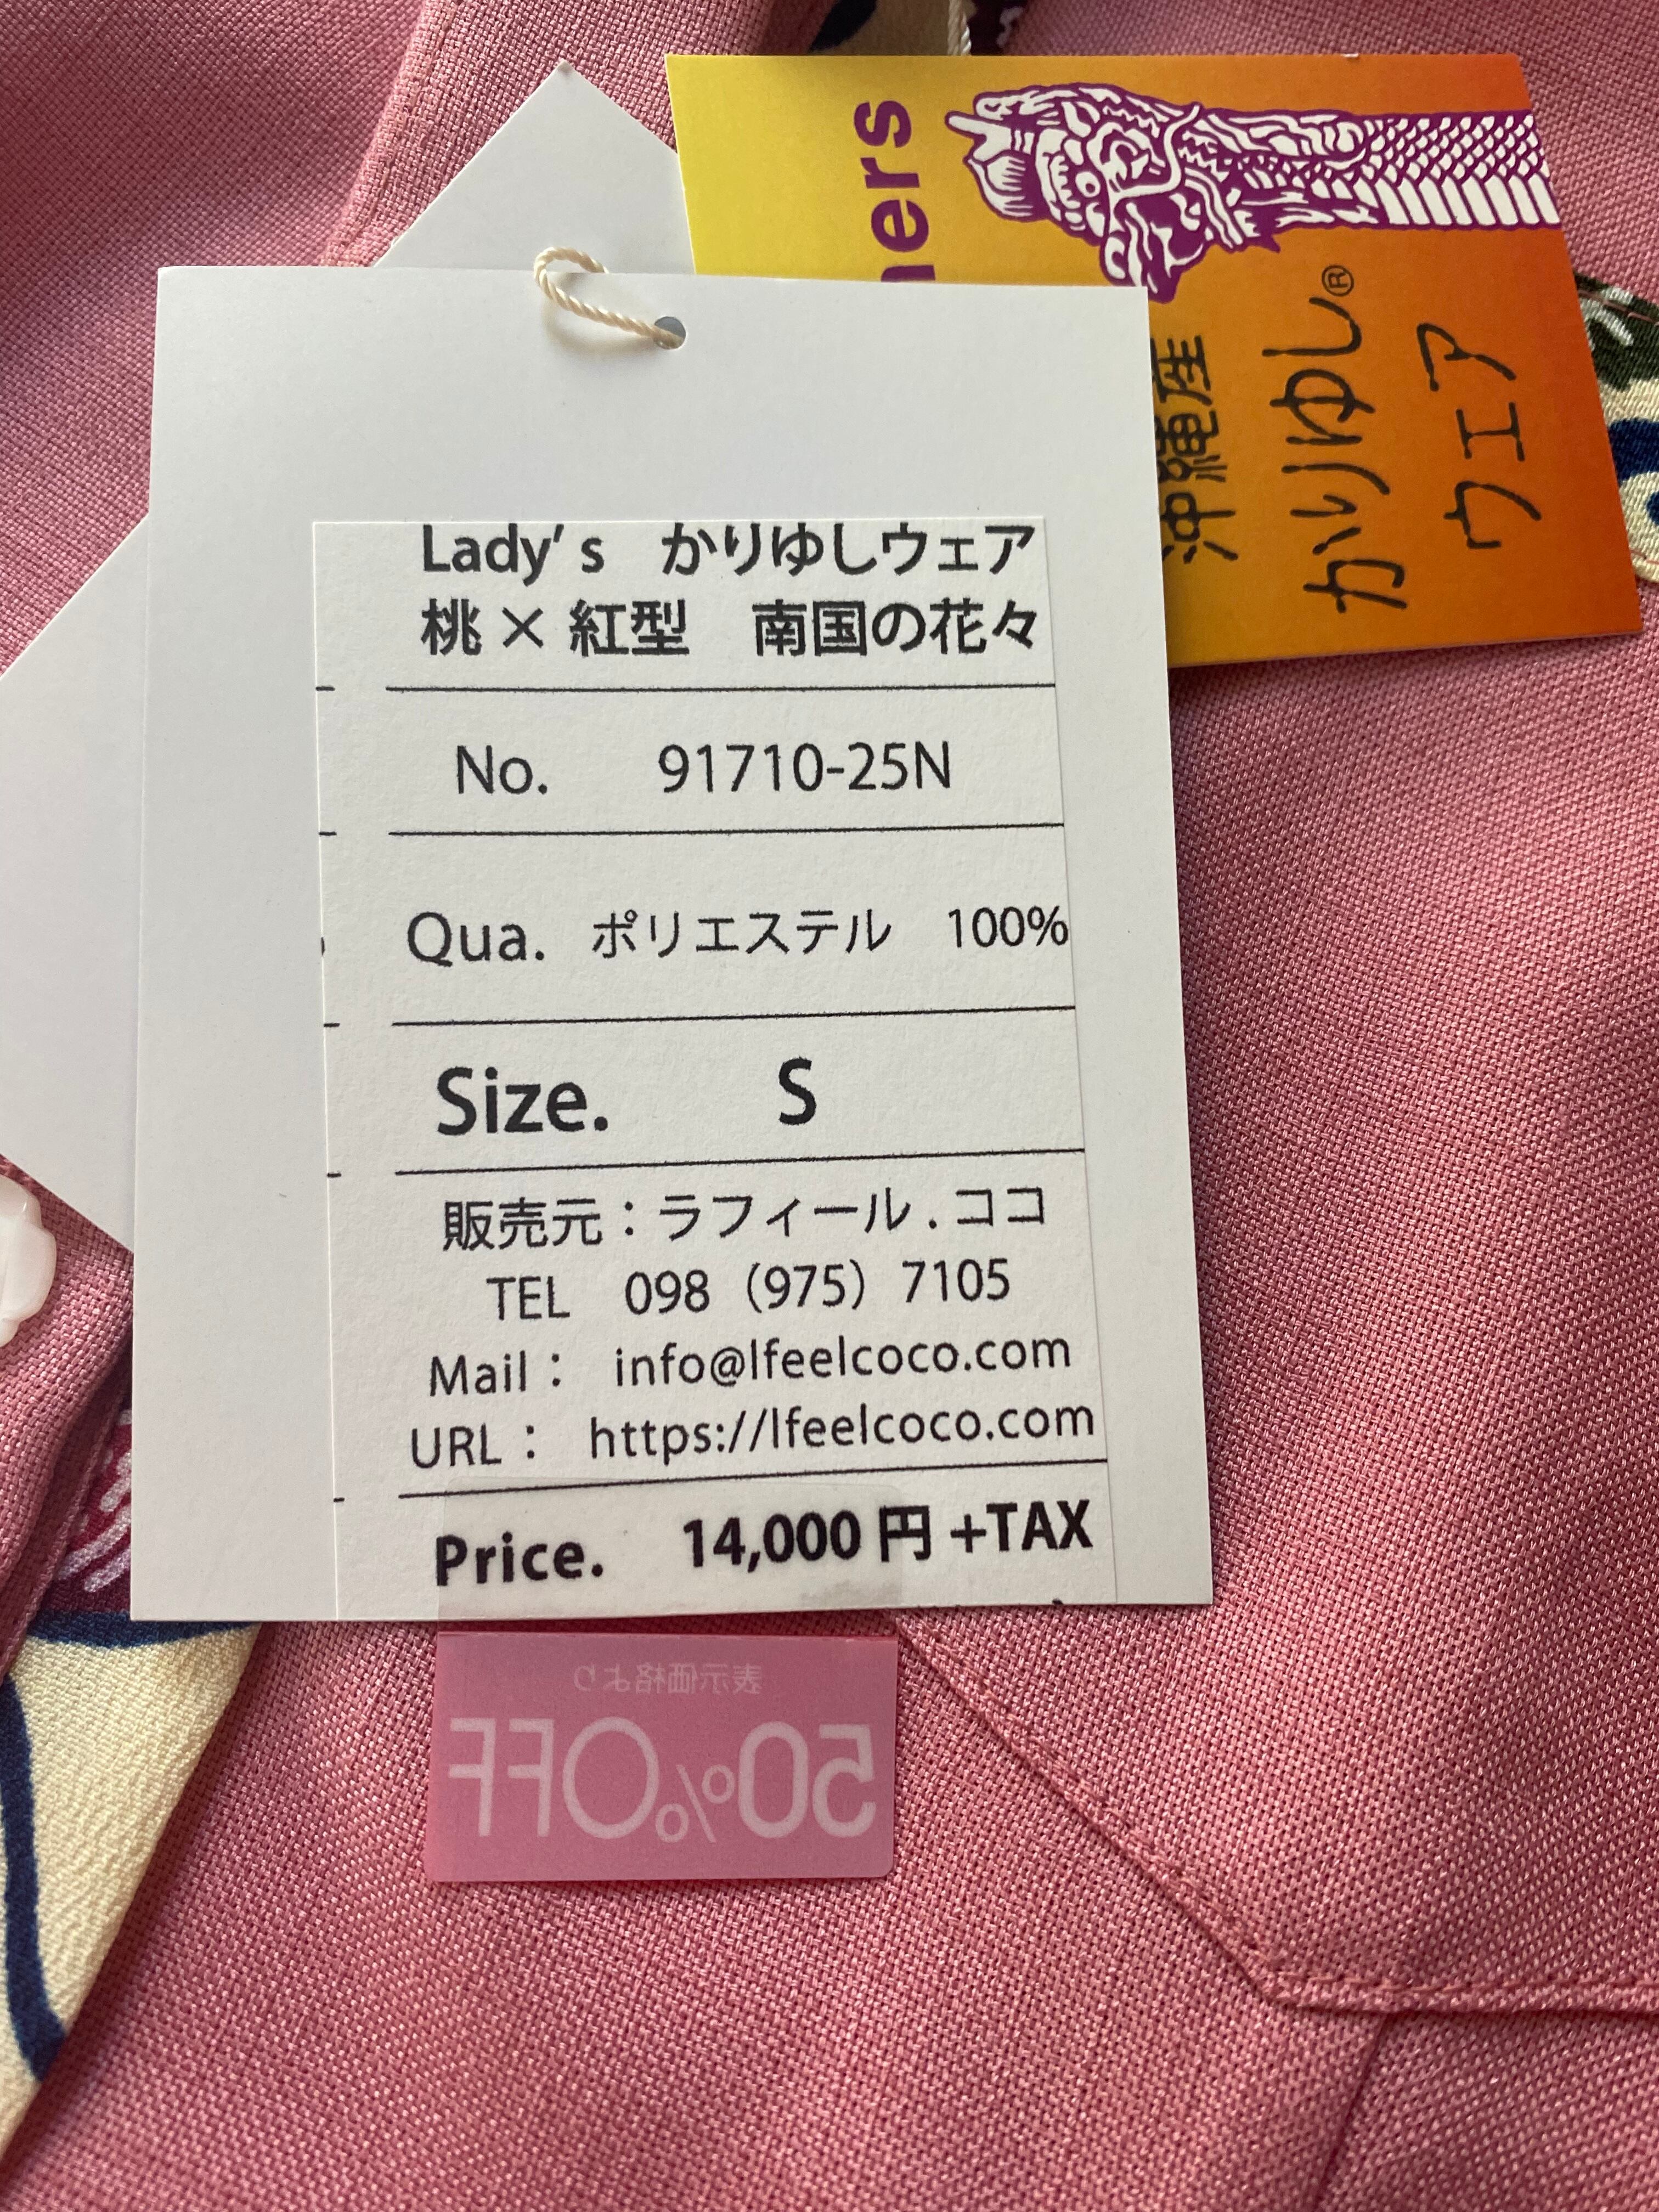 Lady's かりゆしウェア
桃 × 紅型 南国の花々
No. 91710-25N
Qua. ポリエステル 100%
Size. S
販売元：ラフィール . ココ
TEL 098（975）7105
Mail： info@lfeelcoco.com
URL： https://lfeelcoco.com
Price. 14,000 円 +TAX
表示価格より
50%OFF
沖縄産
かりゆし®
ウェア